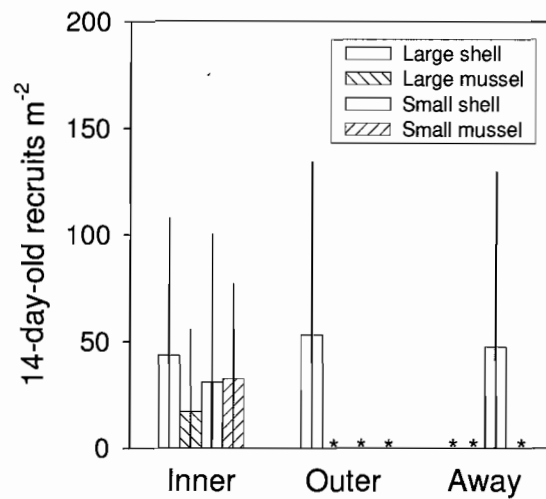 14-day-old recruits m⁻²
200
150
100
50
0
Large shell
Large mussel
Small shell
Small mussel
* * * * * *
Inner Outer Away